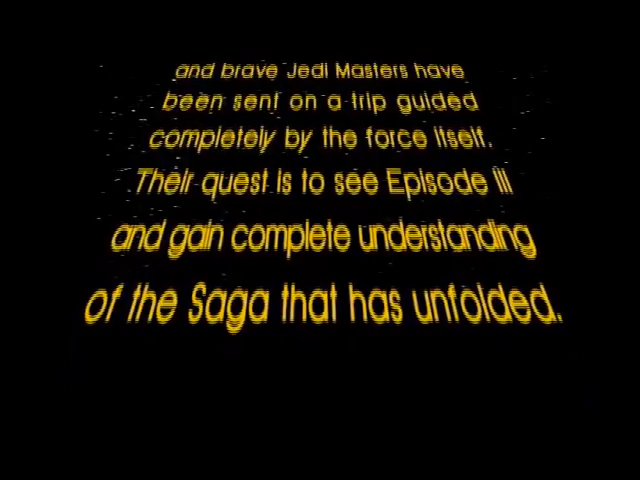 and brave Jedi Masters have
been sent on a trip guided
completely by the force itself.
Their quest is to see Episode III
and gain complete understanding
of the Saga that has unfolded.